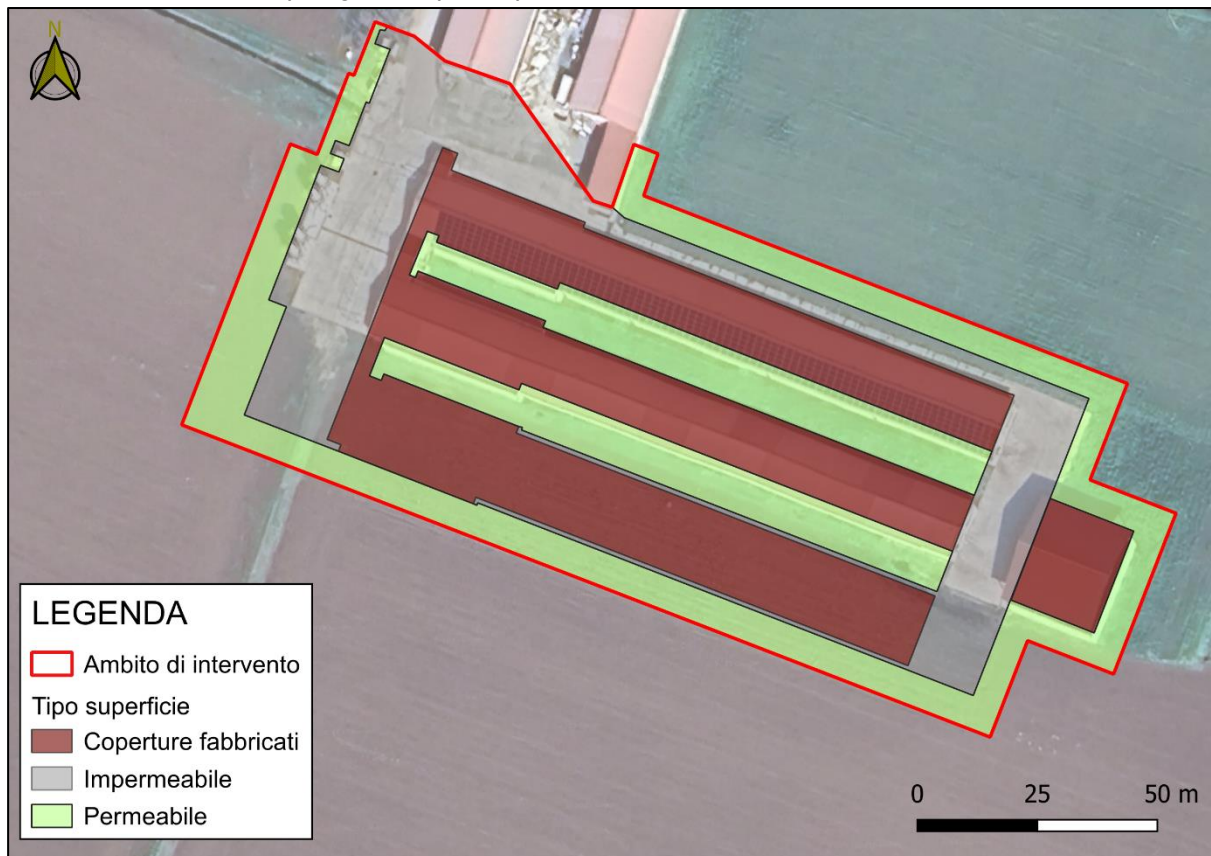 N
LEGENDA
Ambito di intervento
Tipo superficie
Coperture fabbricati
Impermeabile
Permeabile
0 25 50 m